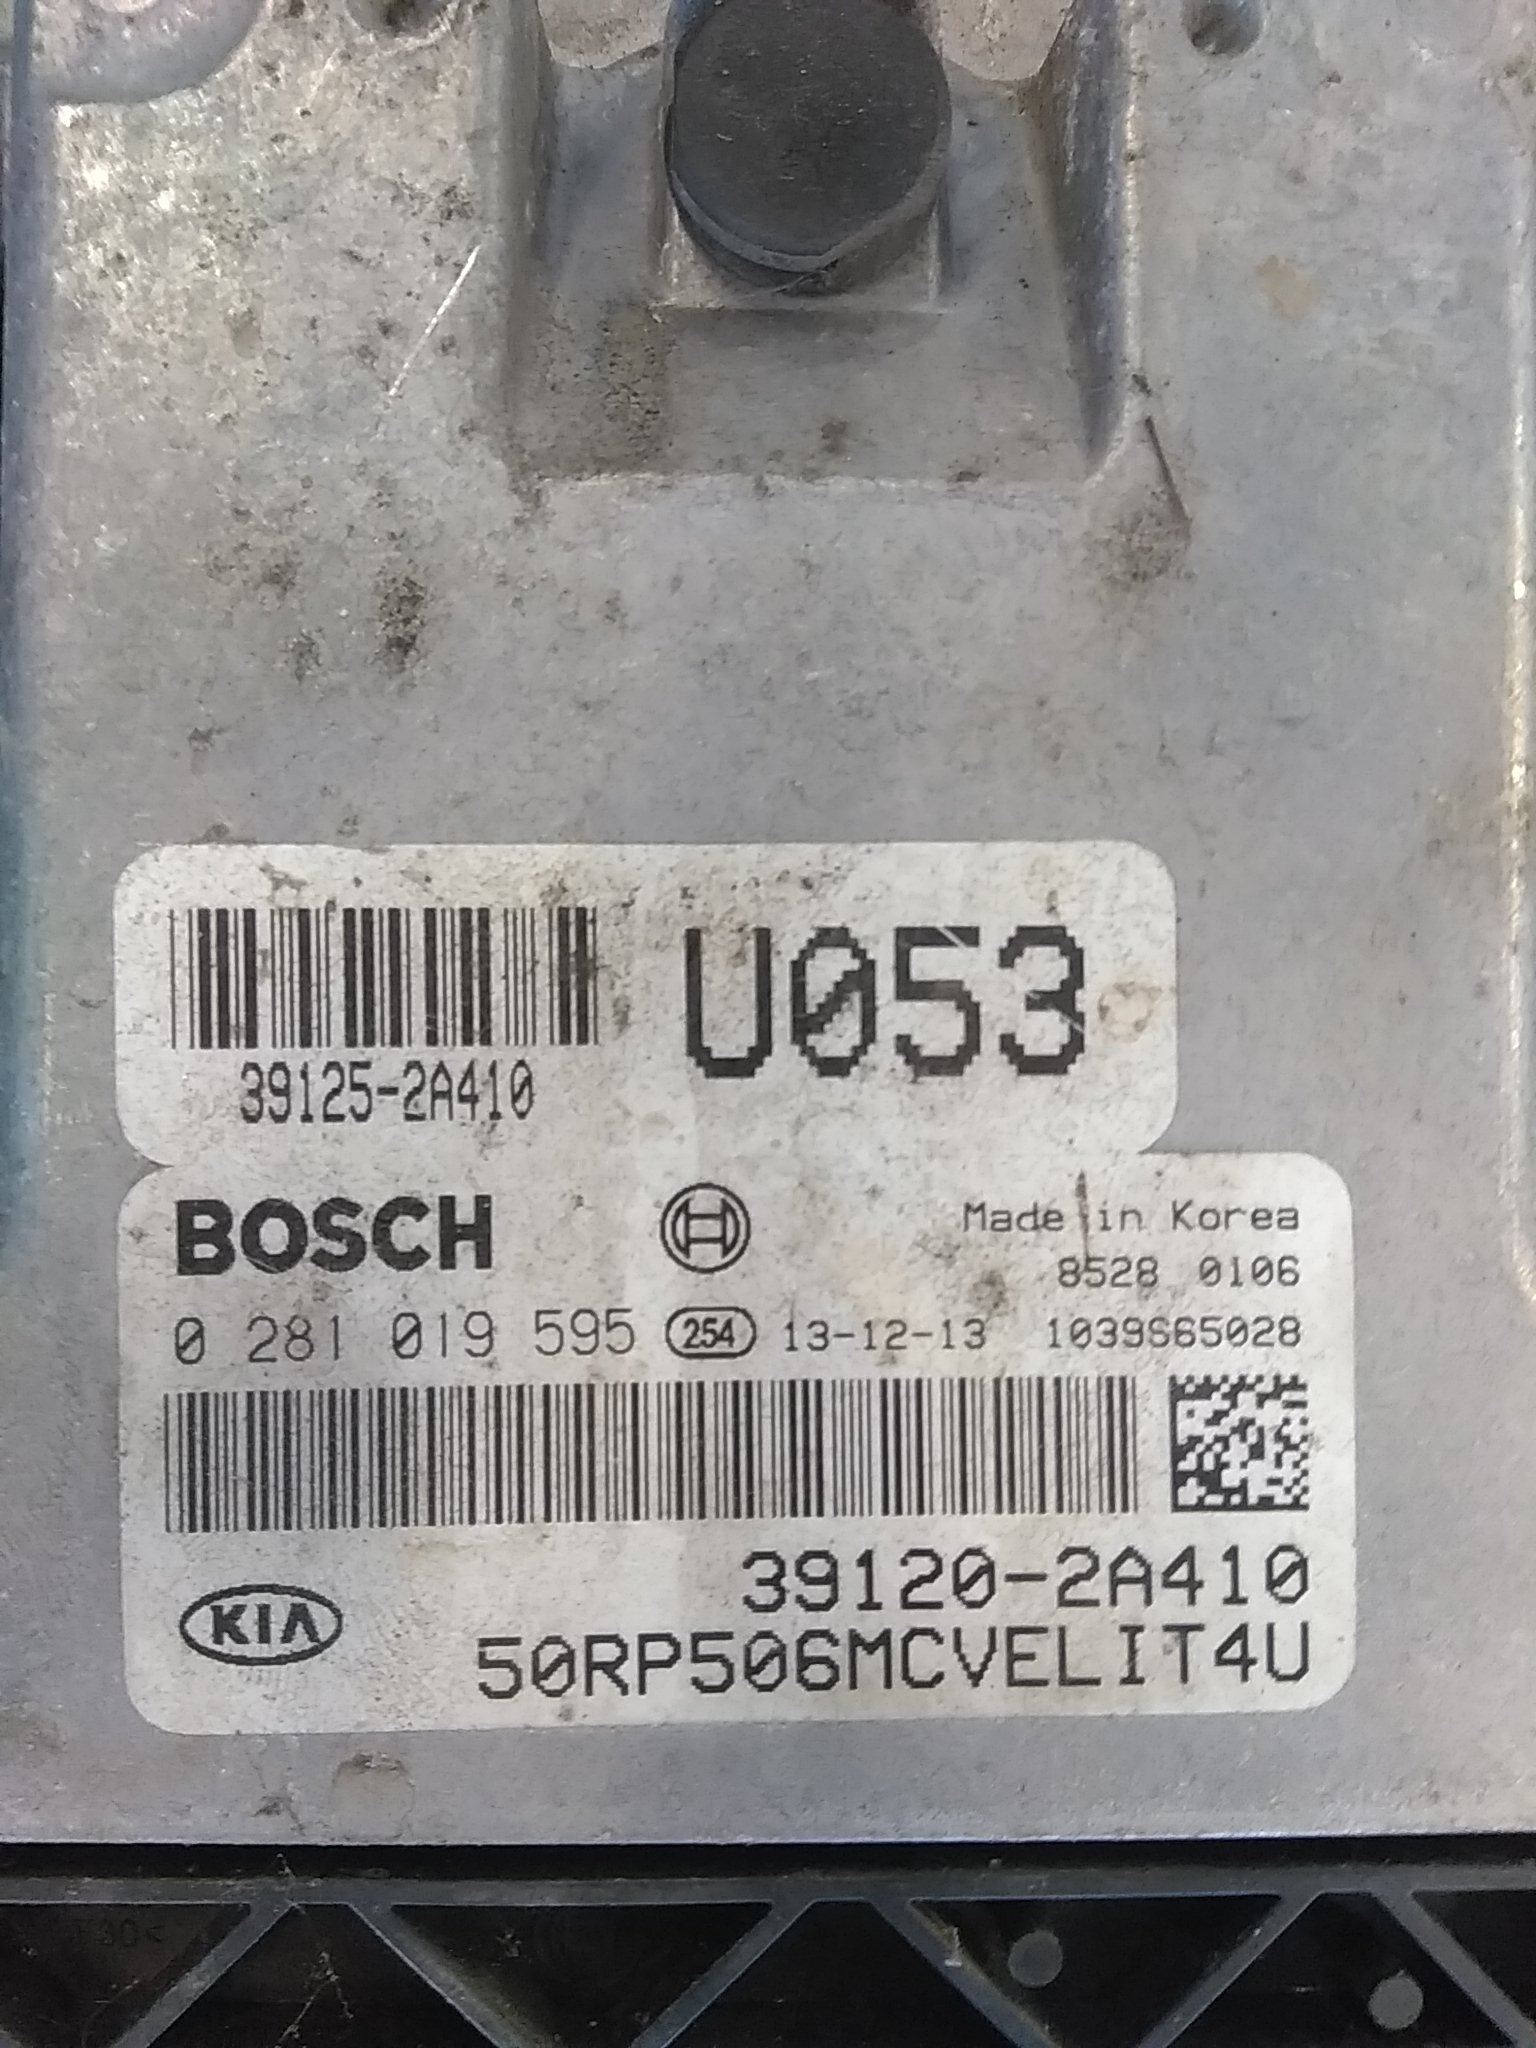 U053
39125-2A410
BOSCH
Made in Korea
8528 0106
0 281 019 595 254 13-12-13 1039S65028
39120-2A410
KIA
50RP506MCVELIT4U